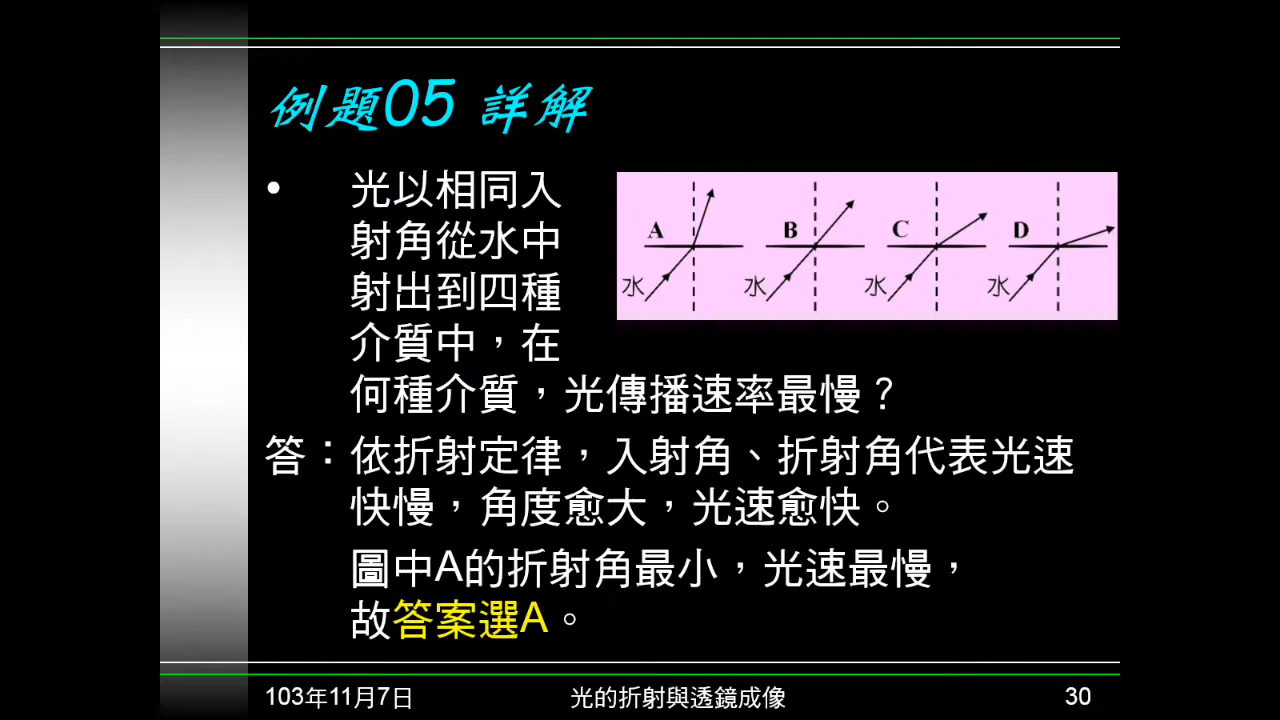 例題05 詳解
• 光以相同入
射角從水中
射出到四種
介質中，在
何種介質，光傳播速率最慢？
A B C D
水 水 水 水
答：依折射定律，入射角、折射角代表光速
快慢，角度愈大，光速愈快。
圖中A的折射角最小，光速最慢，
故答案選A。
103年11月7日 光的折射與透鏡成像 30